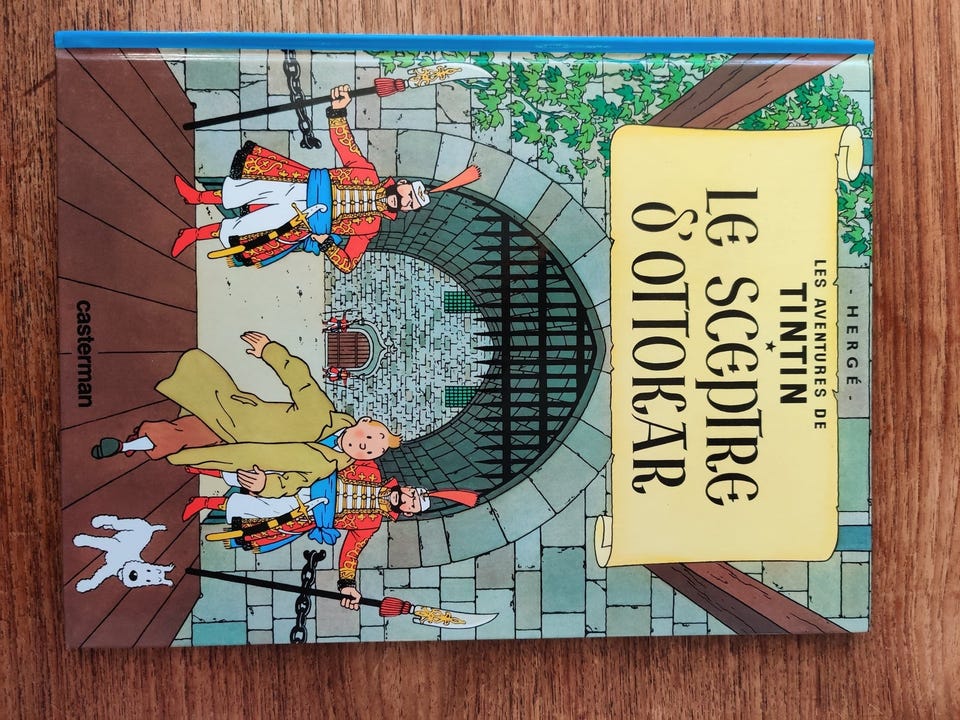 - HERGÉ -
LES AVENTURES DE
TINTIN
LE SCEPTRE
D'OTTOKAR
casterman